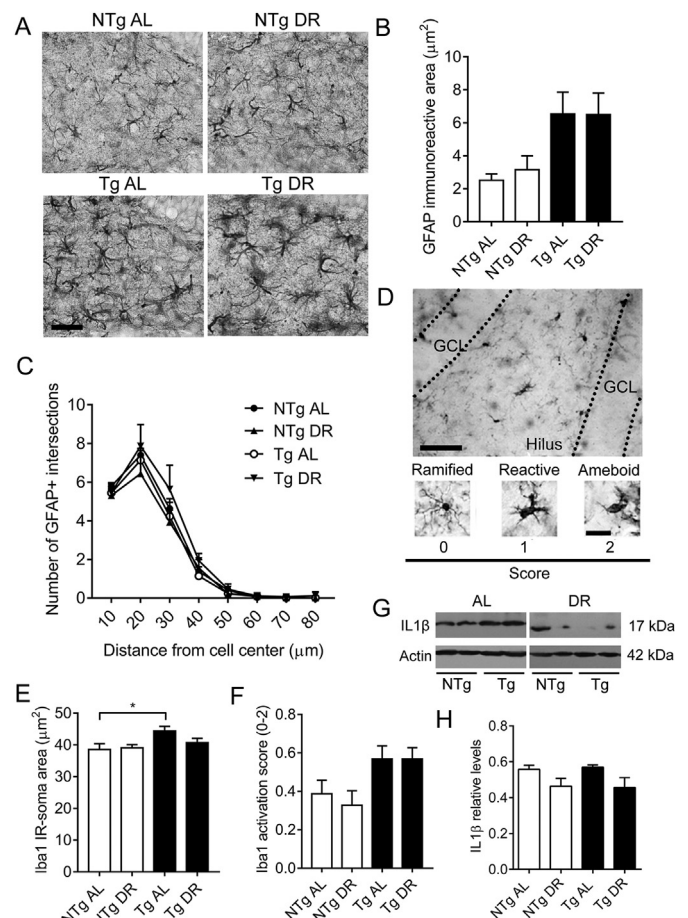 A
NTg AL
NTg DR
Tg AL
Tg DR
B
GFAP immunoreactive area (μm2)
8
6
4
2
0
NTg AL
NTg DR
Tg AL
Tg DR
C
Number of GFAP+ intersections
10
8
6
4
2
0
10
20
30
40
50
60
70
80
Distance from cell center (μm)
NTg AL
NTg DR
Tg AL
Tg DR
D
GCL
GCL
Hilus
Ramified
Reactive
Ameboid
0
1
2
Score
G
AL
DR
IL1β
17 kDa
Actin
42 kDa
NTg
Tg
NTg
Tg
E
Iba1 IR-soma area (μm2)
50
40
30
20
10
0
*
NTg AL
NTg DR
Tg AL
Tg DR
F
Iba1 activation score (0-2)
0.8
0.6
0.4
0.2
0.0
NTg AL
NTg DR
Tg AL
Tg DR
H
IL1β relative levels
0.8
0.6
0.4
0.2
0.0
NTg AL
NTg DR
Tg AL
Tg DR